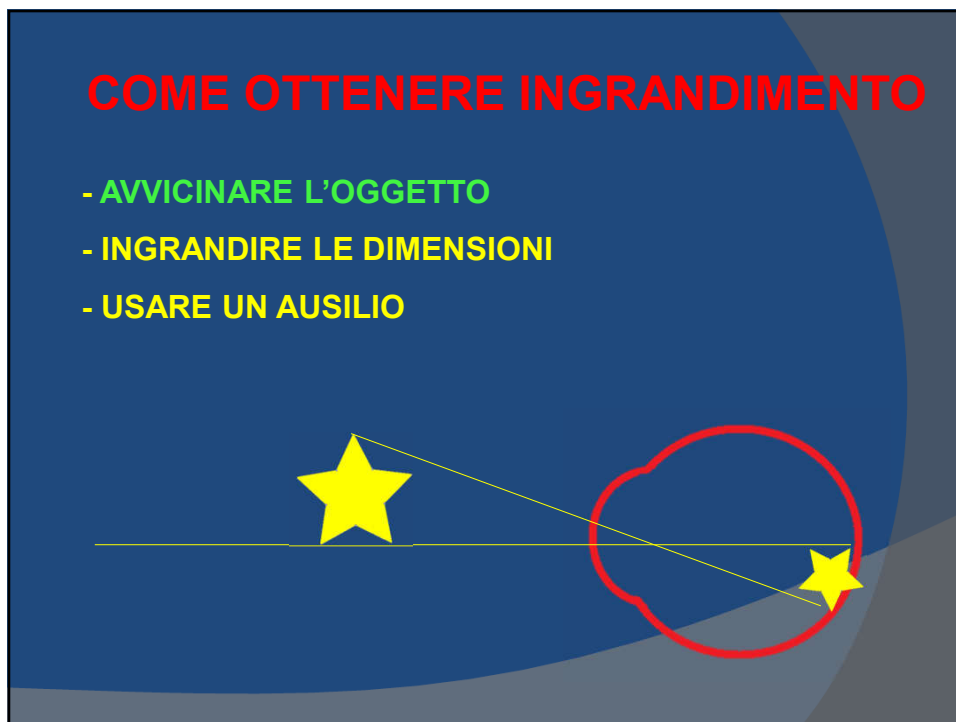 COME OTTENERE INGRANDIMENTO
- AVVICINARE L’OGGETTO
- INGRANDIRE LE DIMENSIONI
- USARE UN AUSILIO